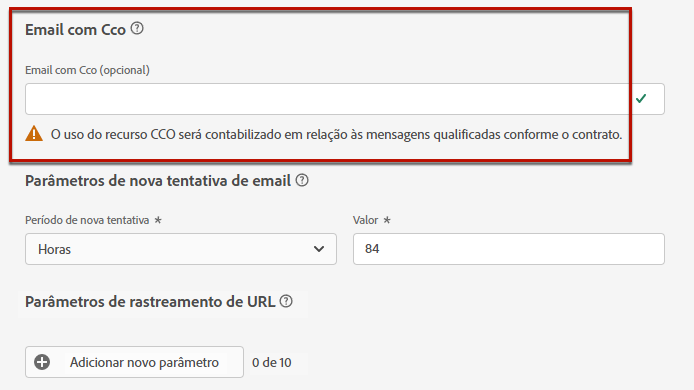 Email com Cco
Email com Cco (opcional)
O uso do recurso CCO será contabilizado em relação às mensagens qualificadas conforme o contrato.
Parâmetros de nova tentativa de email
Período de nova tentativa * Valor *
Horas 84
Parâmetros de rastreamento de URL
Adicionar novo parâmetro 0 de 10